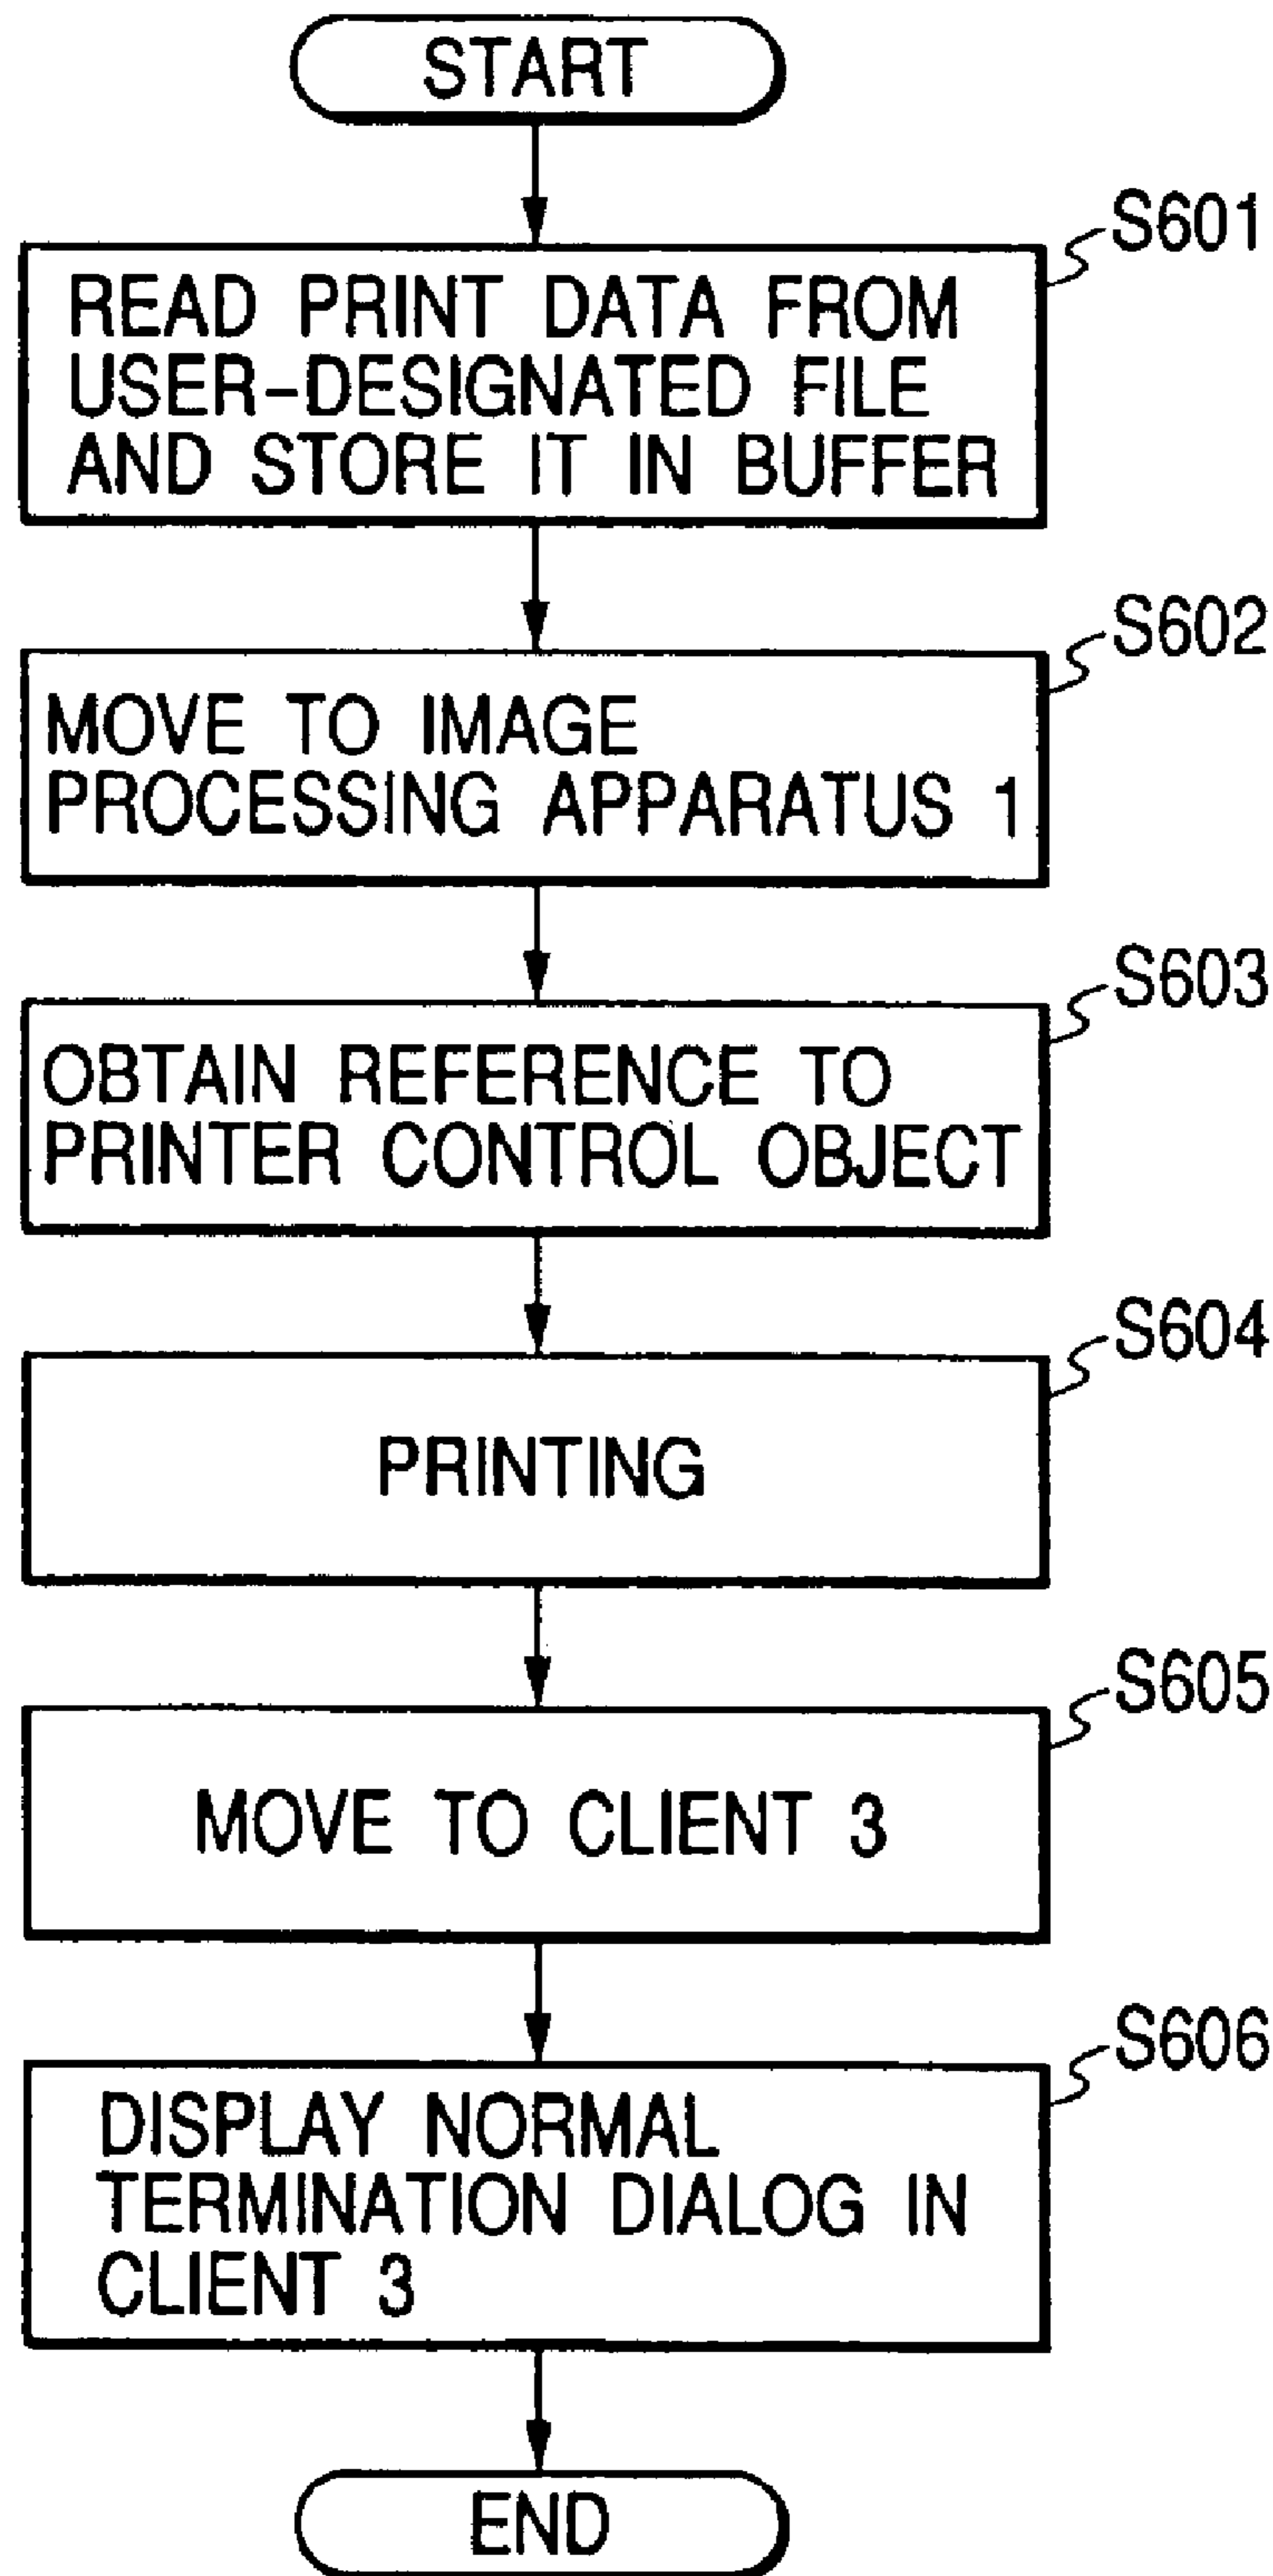 START
S601
READ PRINT DATA FROM
USER-DESIGNATED FILE
AND STORE IT IN BUFFER
S602
MOVE TO IMAGE
PROCESSING APPARATUS 1
S603
OBTAIN REFERENCE TO
PRINTER CONTROL OBJECT
S604
PRINTING
S605
MOVE TO CLIENT 3
S606
DISPLAY NORMAL
TERMINATION DIALOG IN
CLIENT 3
END